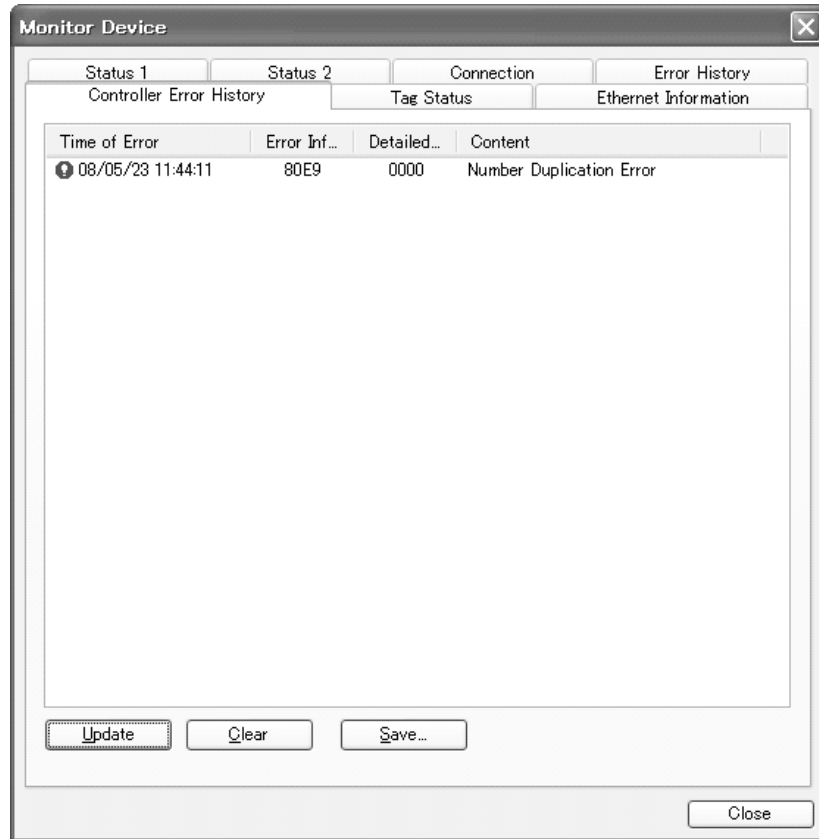 Monitor Device
Status 1 Status 2 Connection Error History
Controller Error History Tag Status Ethernet Information
Time of Error Error Inf... Detailed... Content
08/05/23 11:44:11 80E9 0000 Number Duplication Error
Update Clear Save...
Close